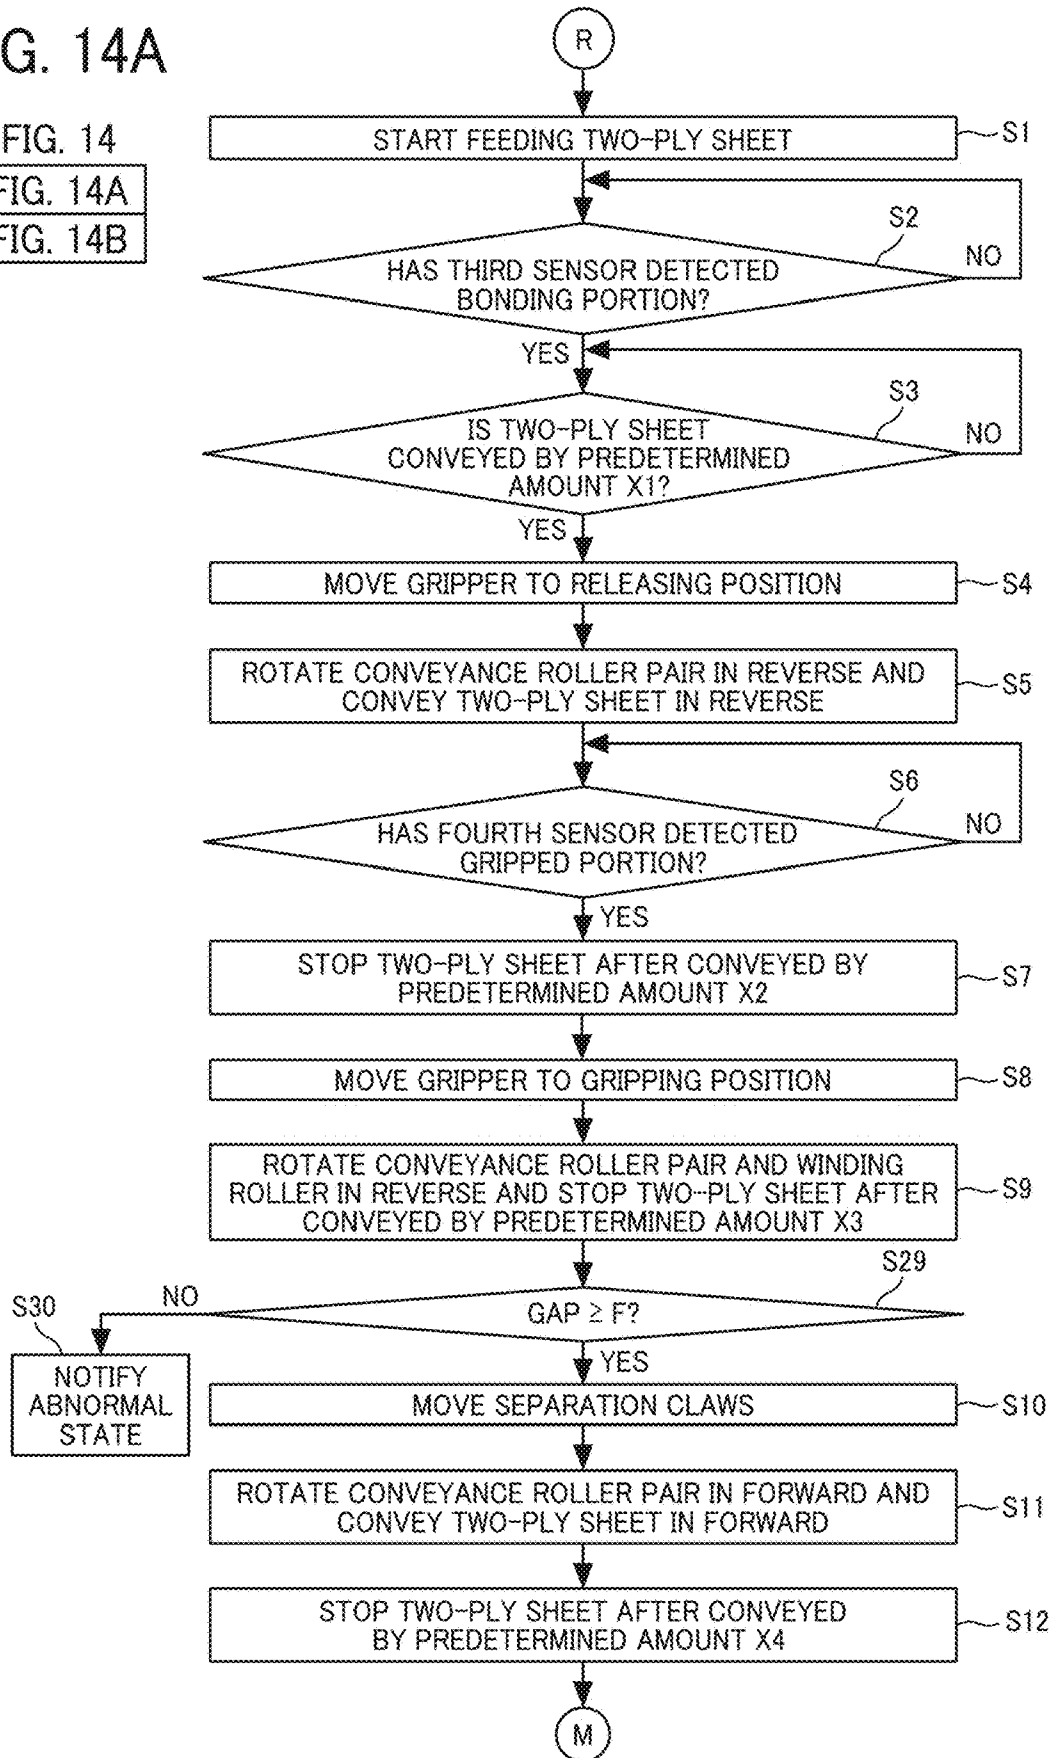 G. 14A
FIG. 14
FIG. 14A
FIG. 14B
R
START FEEDING TWO-PLY SHEET
S1
S2
HAS THIRD SENSOR DETECTED
BONDING PORTION?
NO
YES
S3
IS TWO-PLY SHEET
CONVEYED BY PREDETERMINED
AMOUNT X1?
NO
YES
MOVE GRIPPER TO RELEASING POSITION
S4
ROTATE CONVEYANCE ROLLER PAIR IN REVERSE AND
CONVEY TWO-PLY SHEET IN REVERSE
S5
S6
HAS FOURTH SENSOR DETECTED
GRIPPED PORTION?
NO
YES
STOP TWO-PLY SHEET AFTER CONVEYED BY
PREDETERMINED AMOUNT X2
S7
MOVE GRIPPER TO GRIPPING POSITION
S8
ROTATE CONVEYANCE ROLLER PAIR AND WINDING
ROLLER IN REVERSE AND STOP TWO-PLY SHEET AFTER
CONVEYED BY PREDETERMINED AMOUNT X3
S9
S29
GAP ≧ F?
NO
S30
NOTIFY
ABNORMAL
STATE
YES
MOVE SEPARATION CLAWS
S10
ROTATE CONVEYANCE ROLLER PAIR IN FORWARD AND
CONVEY TWO-PLY SHEET IN FORWARD
S11
STOP TWO-PLY SHEET AFTER CONVEYED
BY PREDETERMINED AMOUNT X4
S12
M